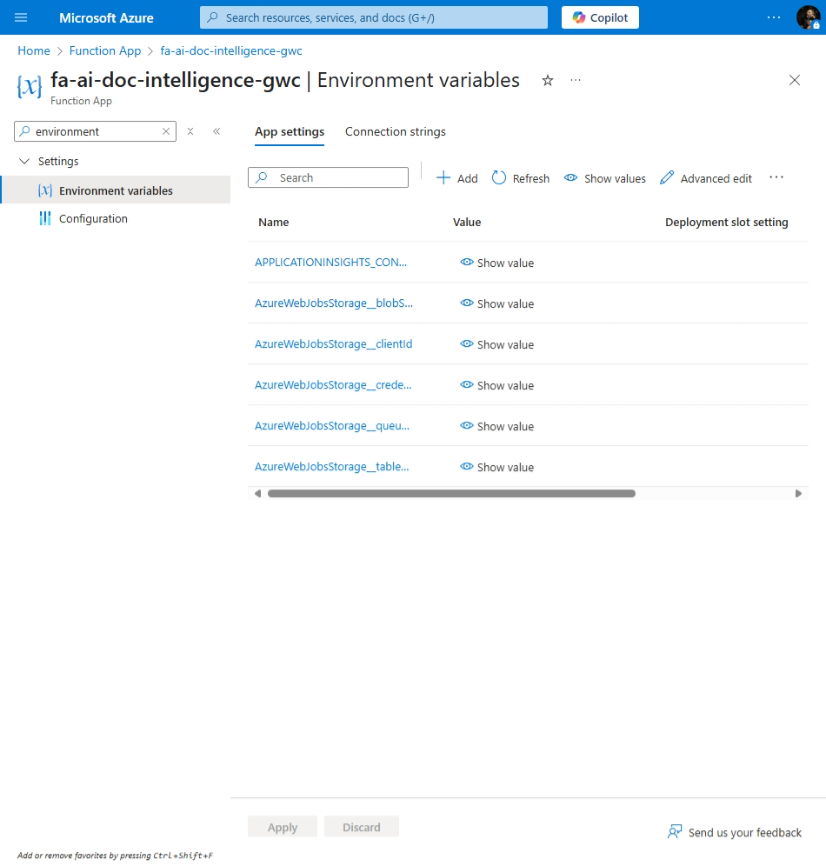 Microsoft Azure
Search resources, services, and docs (G+/)
Copilot
Home > Function App > fa-ai-doc-intelligence-gwc
{x} fa-ai-doc-intelligence-gwc | Environment variables
Function App
environment
App settings Connection strings
Settings
Search
Add Refresh Show values Advanced edit
{x} Environment variables
Configuration
Name Value Deployment slot setting
APPLICATIONINSIGHTS_CON... Show value
AzureWebJobsStorage__blobS... Show value
AzureWebJobsStorage__clientId Show value
AzureWebJobsStorage__crede... Show value
AzureWebJobsStorage__queu... Show value
AzureWebJobsStorage__table... Show value
Apply Discard
Send us your feedback
Add or remove favorites by pressing Ctrl+Shift+F